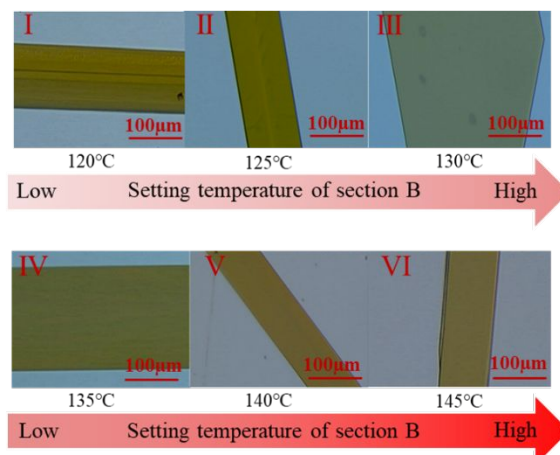 I II III
100μm 100μm 100μm
120℃ 125℃ 130℃
Low Setting temperature of section B High
IV V VI
100μm 100μm 100μm
135℃ 140℃ 145℃
Low Setting temperature of section B High